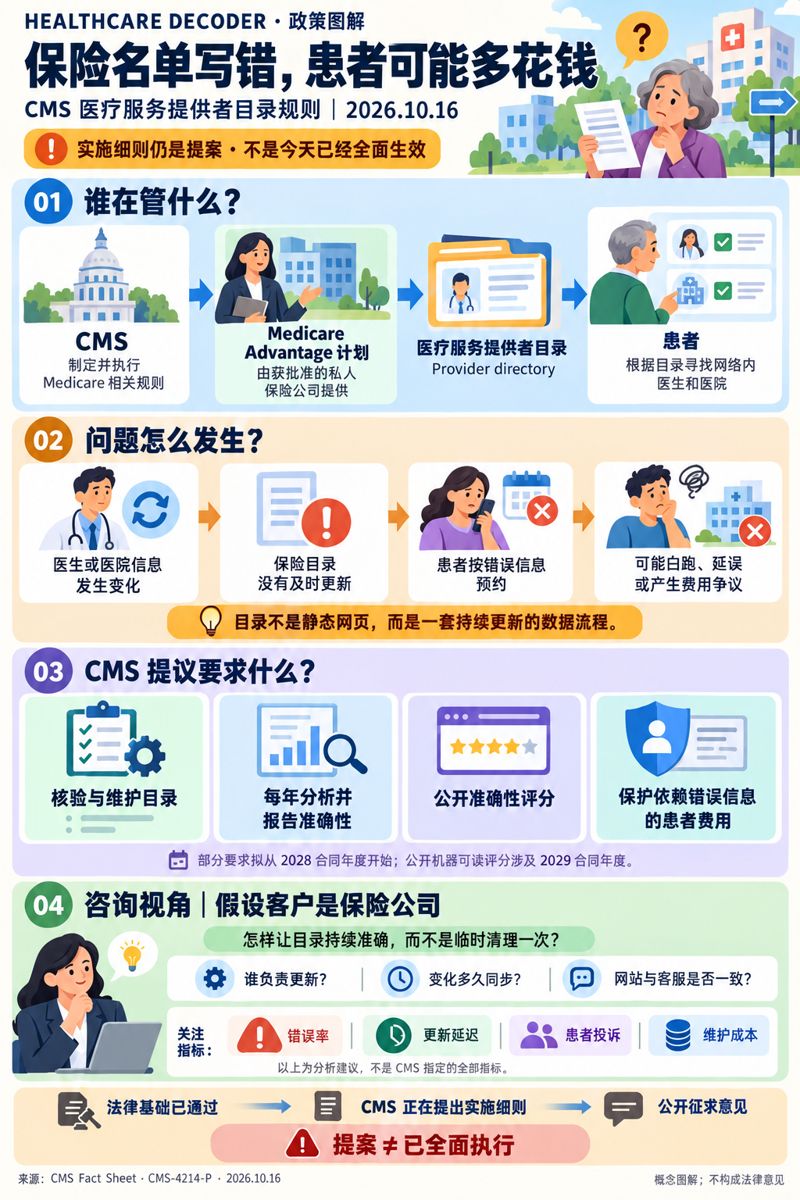 HEALTHCARE DECODER · 政策图解
保险名单写错，患者可能多花钱
CMS 医疗服务提供者目录规则｜2026.10.16
实施细则仍是提案 · 不是今天已经全面生效
01 谁在管什么？
CMS
制定并执行
Medicare 相关规则
Medicare
Advantage 计划
由获批准的私人
保险公司提供
医疗服务提供者目录
Provider directory
患者
根据目录寻找网络内
医生和医院
02 问题怎么发生？
医生或医院信息
发生变化
保险目录
没有及时更新
患者按错误信息
预约
可能白跑、延误
或产生费用争议
目录不是静态网页，而是一套持续更新的数据流程。
03 CMS 提议要求什么？
核验与维护目录
每年分析并
报告准确性
公开准确性评分
保护依赖错误信息
的患者费用
部分要求拟从 2028 合同年度开始；公开机器可读评分涉及 2029 合同年度。
04 咨询视角｜假设客户是保险公司
怎样让目录持续准确，而不是临时清理一次？
谁负责更新？
变化多久同步？
网站与客服是否一致？
关注
指标：
错误率
更新延迟
患者投诉
维护成本
以上为分析建议，不是 CMS 指定的全部指标。
法律基础已通过
CMS 正在提出实施细则
公开征求意见
提案 ≠ 已全面执行
来源：CMS Fact Sheet · CMS-4214-P · 2026.10.16
概念图解；不构成法律意见